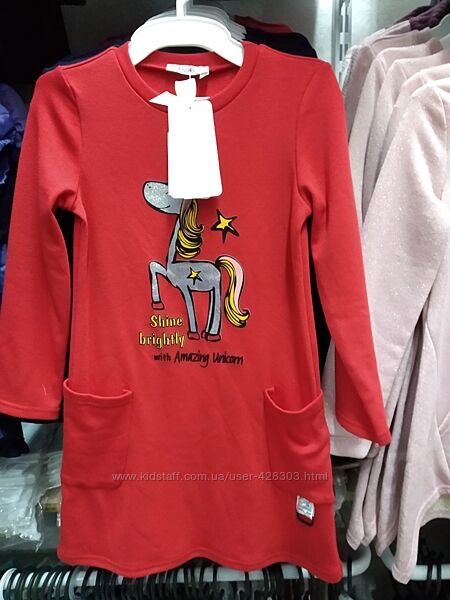 Shine
brightly
with Amazing Unicorn
www.kidstaff.com.ua/user-428303.html